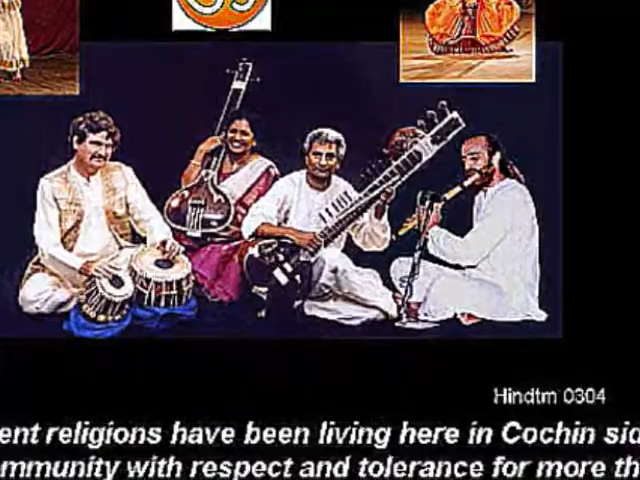 Hindtm 0304
ent religions have been living here in Cochin sid
mmunity with respect and tolerance for more th